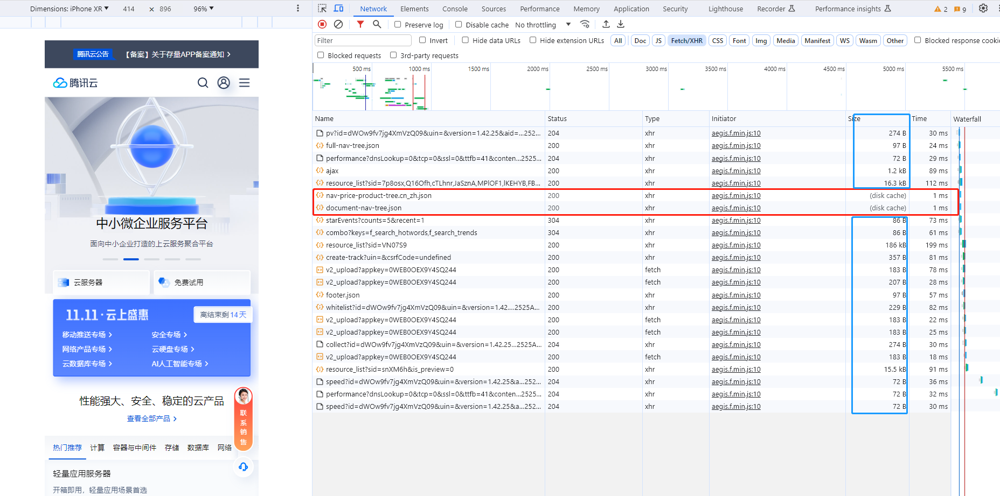 Dimensions: iPhone XR ▼ 414 × 896 96% ▼
腾讯云公告 【备案】关于存量APP备案通知
腾讯云
中小微企业服务平台
面向中小企业打造的上云服务聚合平台
云服务器 免费试用
11.11·云上盛惠 离结束剩 14 天
移动推送专场 安全专场
网络产品专场 云硬盘专场
云数据库专场 AI人工智能专场
性能强大、安全、稳定的云产品
查看全部产品
联系销售
热门推荐 计算 容器与中间件 存储 数据库 网络
轻量应用服务器
开箱即用，轻量应用场景首选
Network Elements Console Sources Performance Memory Application Security Lighthouse Recorder Performance insights 2 9
Preserve log Disable cache No throttling
Filter Invert Hide data URLs Hide extension URLs All Doc JS Fetch/XHR CSS Font Img Media Manifest WS Wasm Other Blocked response cookie
Blocked requests 3rd-party requests
500 ms 1000 ms 1500 ms 2000 ms 2500 ms 3000 ms 3500 ms 4000 ms 4500 ms 5000 ms 5500 ms
Name Status Type Initiator Size Time Waterfall
pv?id=dWOw9fv7jg4XmVzQ09&uin=&version=1.42.25&aid=...252... 204 xhr aegis.f.min.js:10 274 B 30 ms
full-nav-tree.json 200 xhr aegis.f.min.js:10 97 B 24 ms
performance?dnsLookup=0&tcp=0&ssl=0&ttfb=41&conten...2525... 204 xhr aegis.f.min.js:10 72 B 29 ms
ajax 200 xhr aegis.f.min.js:10 1.2 kB 89 ms
resource_list?sid=7p8osx,Q16Ofh,cTLhnr,JaSznA,MPlOF1,lKEHYB,FB... 200 xhr aegis.f.min.js:10 16.3 kB 112 ms
nav-price-product-tree.cn_zh.json 200 xhr aegis.f.min.js:10 (disk cache) 1 ms
document-nav-tree.json 200 xhr aegis.f.min.js:10 (disk cache) 1 ms
starEvents?counts=5&recent=1 304 xhr aegis.f.min.js:10 86 B 73 ms
combo?keys=f_search_hotwords,f_search_trends 304 xhr aegis.f.min.js:10 86 B 61 ms
resource_list?sid=VN07S9 200 xhr aegis.f.min.js:10 186 kB 199 ms
create-track?uin=&csrfCode=undefined 200 xhr aegis.f.min.js:10 357 B 81 ms
v2_upload?appkey=0WEB0OEX9Y4SQ244 200 fetch aegis.f.min.js:10 183 B 78 ms
v2_upload?appkey=0WEB0OEX9Y4SQ244 200 fetch aegis.f.min.js:10 207 B 28 ms
footer.json 200 xhr aegis.f.min.js:10 97 B 57 ms
whitelist?id=dWOw9fv7jg4XmVzQ09&uin=&version=1.42....2525A... 200 xhr aegis.f.min.js:10 229 B 82 ms
v2_upload?appkey=0WEB0OEX9Y4SQ244 200 fetch aegis.f.min.js:10 183 B 22 ms
v2_upload?appkey=0WEB0OEX9Y4SQ244 200 fetch aegis.f.min.js:10 183 B 25 ms
collect?id=dWOw9fv7jg4XmVzQ09&uin=&version=1.42.25...2525A... 204 xhr aegis.f.min.js:10 274 B 30 ms
v2_upload?appkey=0WEB0OEX9Y4SQ244 200 fetch aegis.f.min.js:10 183 B 18 ms
resource_list?sid=snXM6h&is_preview=0 200 xhr aegis.f.min.js:10 15.5 kB 91 ms
speed?id=dWOw9fv7jg4XmVzQ09&uin=&version=1.42.25&a...252... 204 xhr aegis.f.min.js:10 72 B 36 ms
performance?dnsLookup=0&tcp=0&ssl=0&ttfb=41&conten...2525... 204 xhr aegis.f.min.js:10 72 B 32 ms
speed?id=dWOw9fv7jg4XmVzQ09&uin=&version=1.42.25&a...252... 204 xhr aegis.f.min.js:10 72 B 30 ms